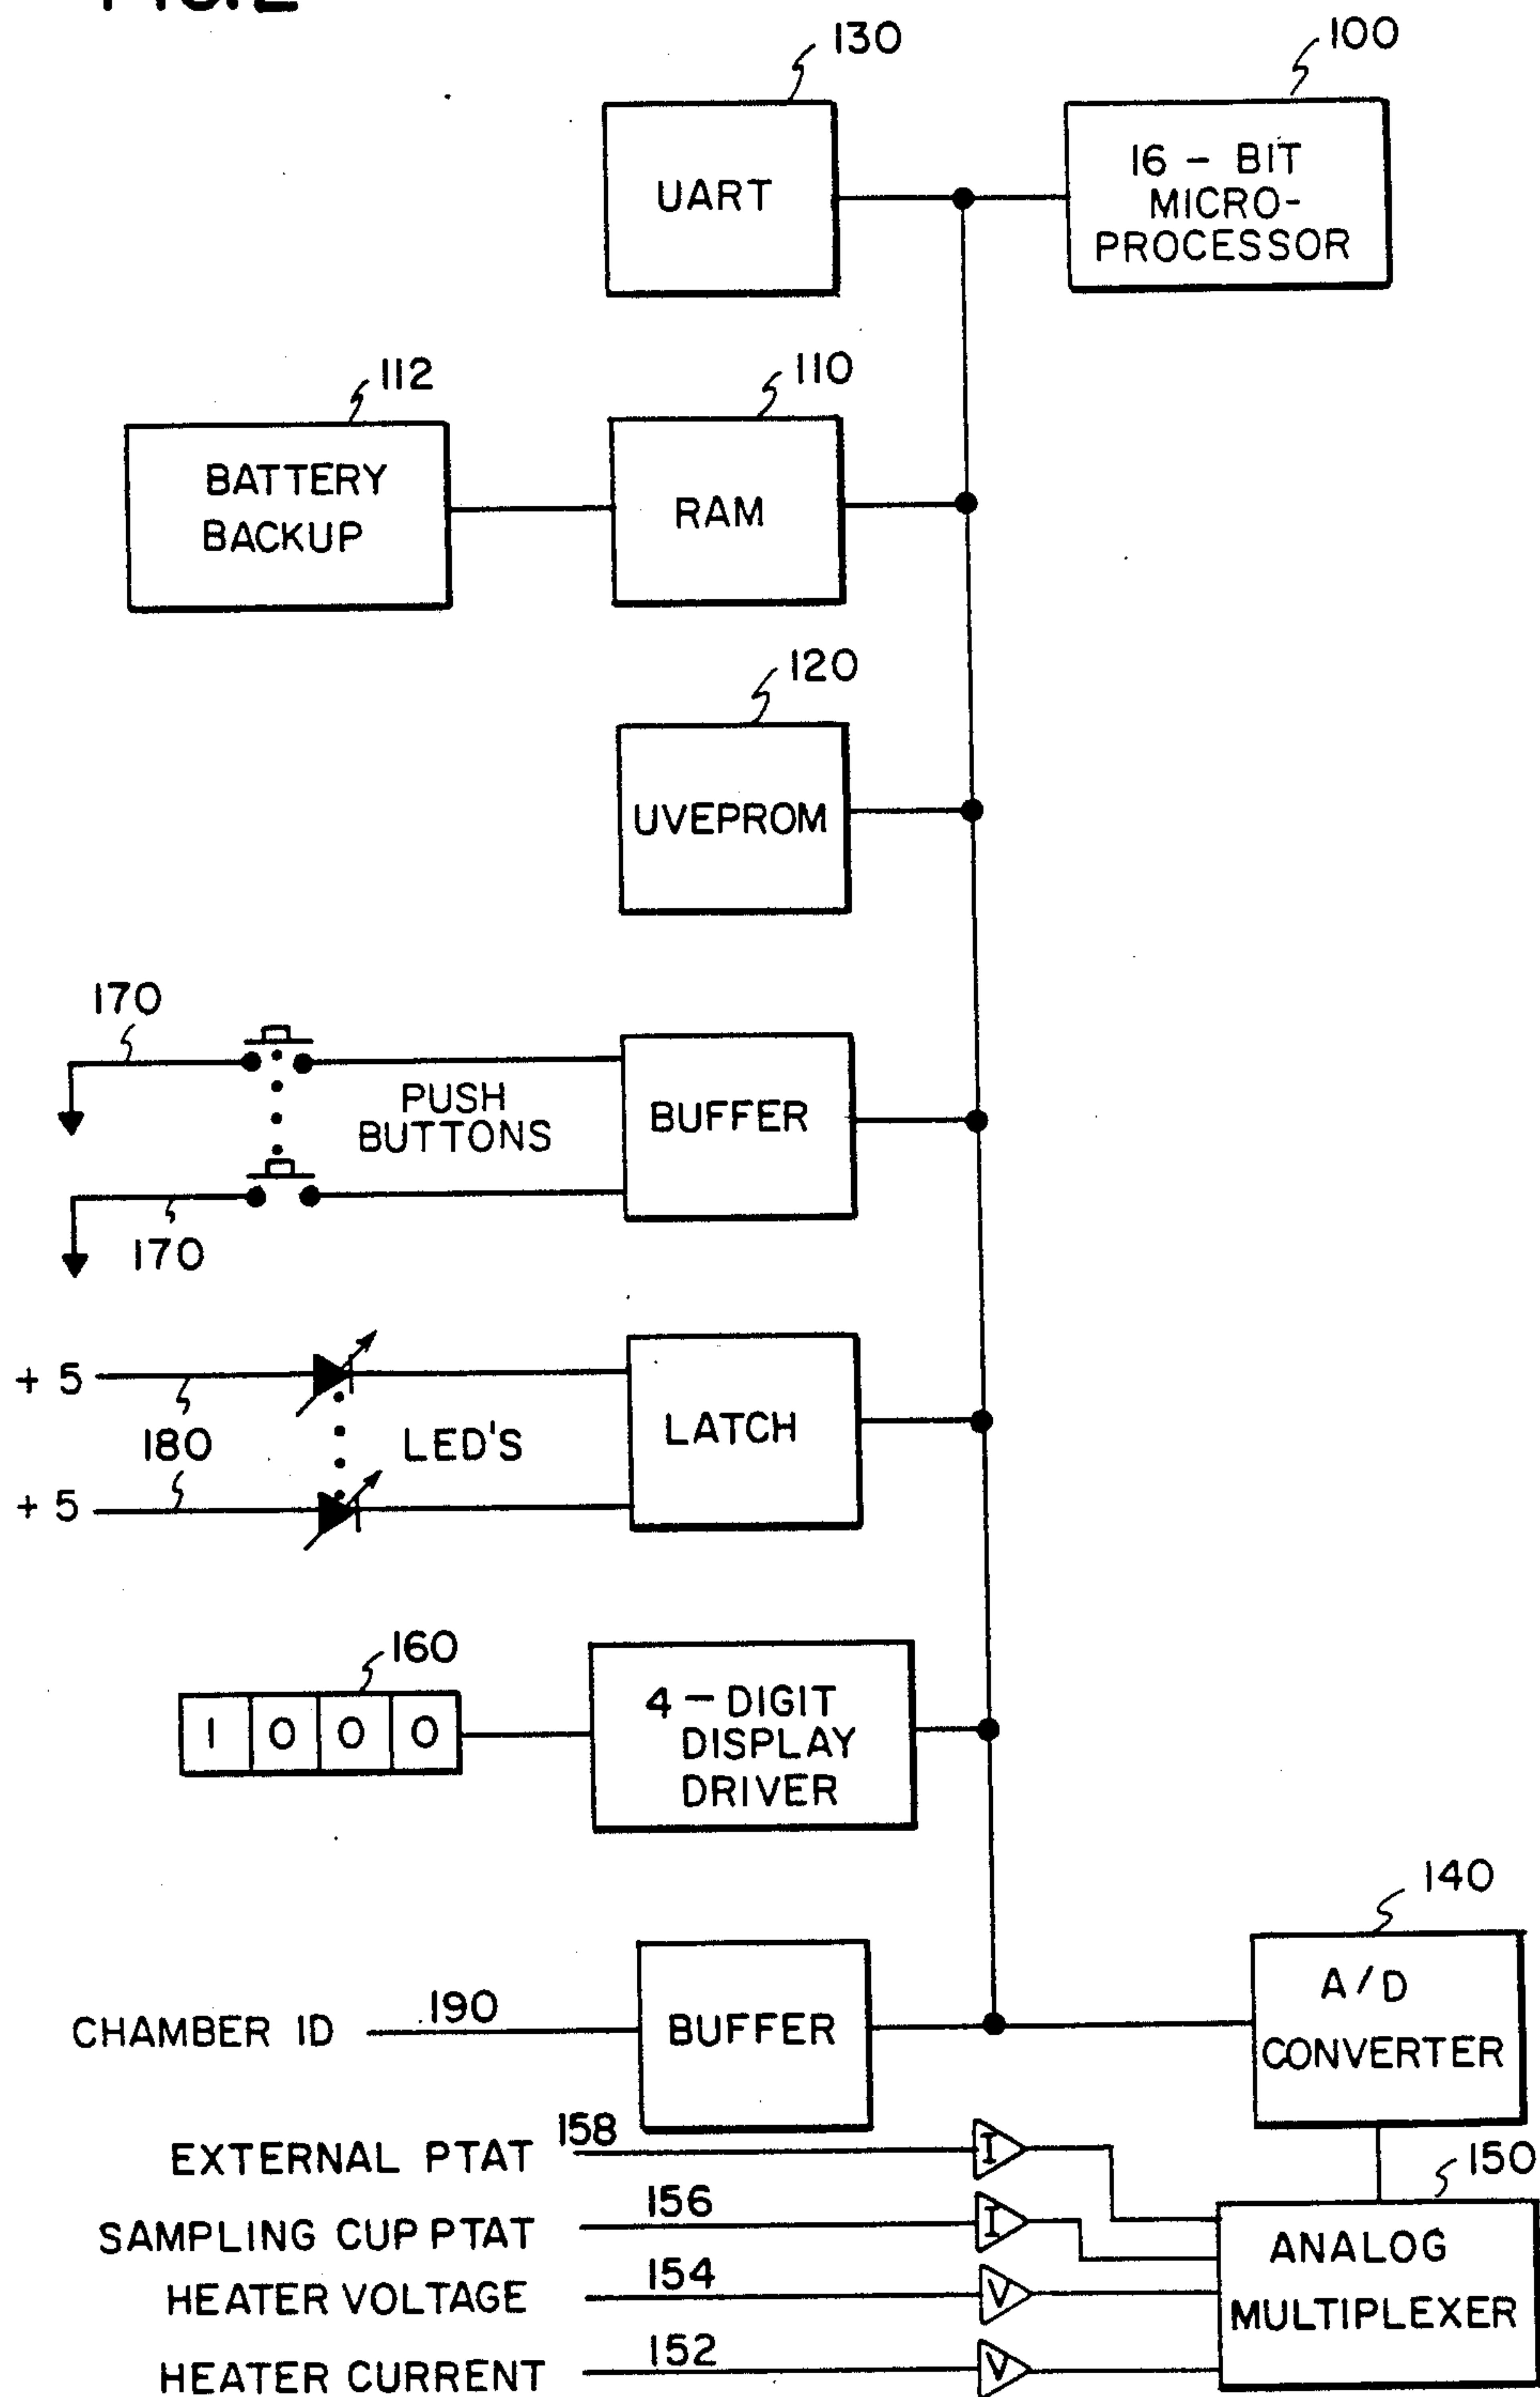 130
100
UART
16 - BIT
MICRO-
PROCESSOR
112
110
BATTERY
BACKUP
RAM
120
UVEPROM
170
PUSH
BUTTONS
BUFFER
170
+ 5
180
LED'S
LATCH
+ 5
160
1 0 0 0
4 - DIGIT
DISPLAY
DRIVER
140
A/D
CONVERTER
CHAMBER ID
190
BUFFER
EXTERNAL PTAT
158
I
150
SAMPLING CUP PTAT
156
I
ANALOG
MULTIPLEXER
HEATER VOLTAGE
154
V
HEATER CURRENT
152
V